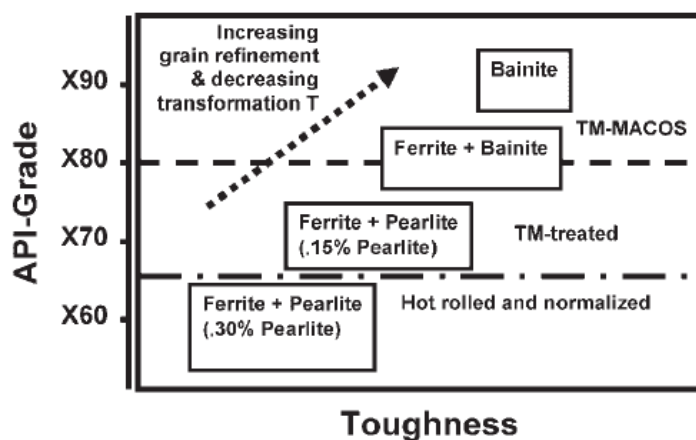 Increasing
grain refinement
& decreasing
transformation T
API-Grade
X90
X80
X70
X60
Bainite
TM-MACOS
Ferrite + Bainite
Ferrite + Pearlite
(.15% Pearlite)
TM-treated
Ferrite + Pearlite
(.30% Pearlite)
Hot rolled and normalized
Toughness